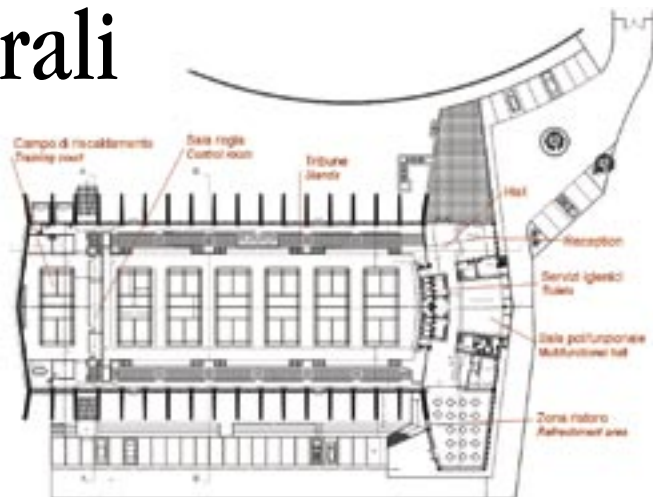 rali
Campo di riscaldamento
Training court
Sala regia
Control room
Tribune
Stands
Hall
Reception
Servizi igienici
Toilets
Sala polifunzionale
Multifunctional hall
Zona ristoro
Refreshment area